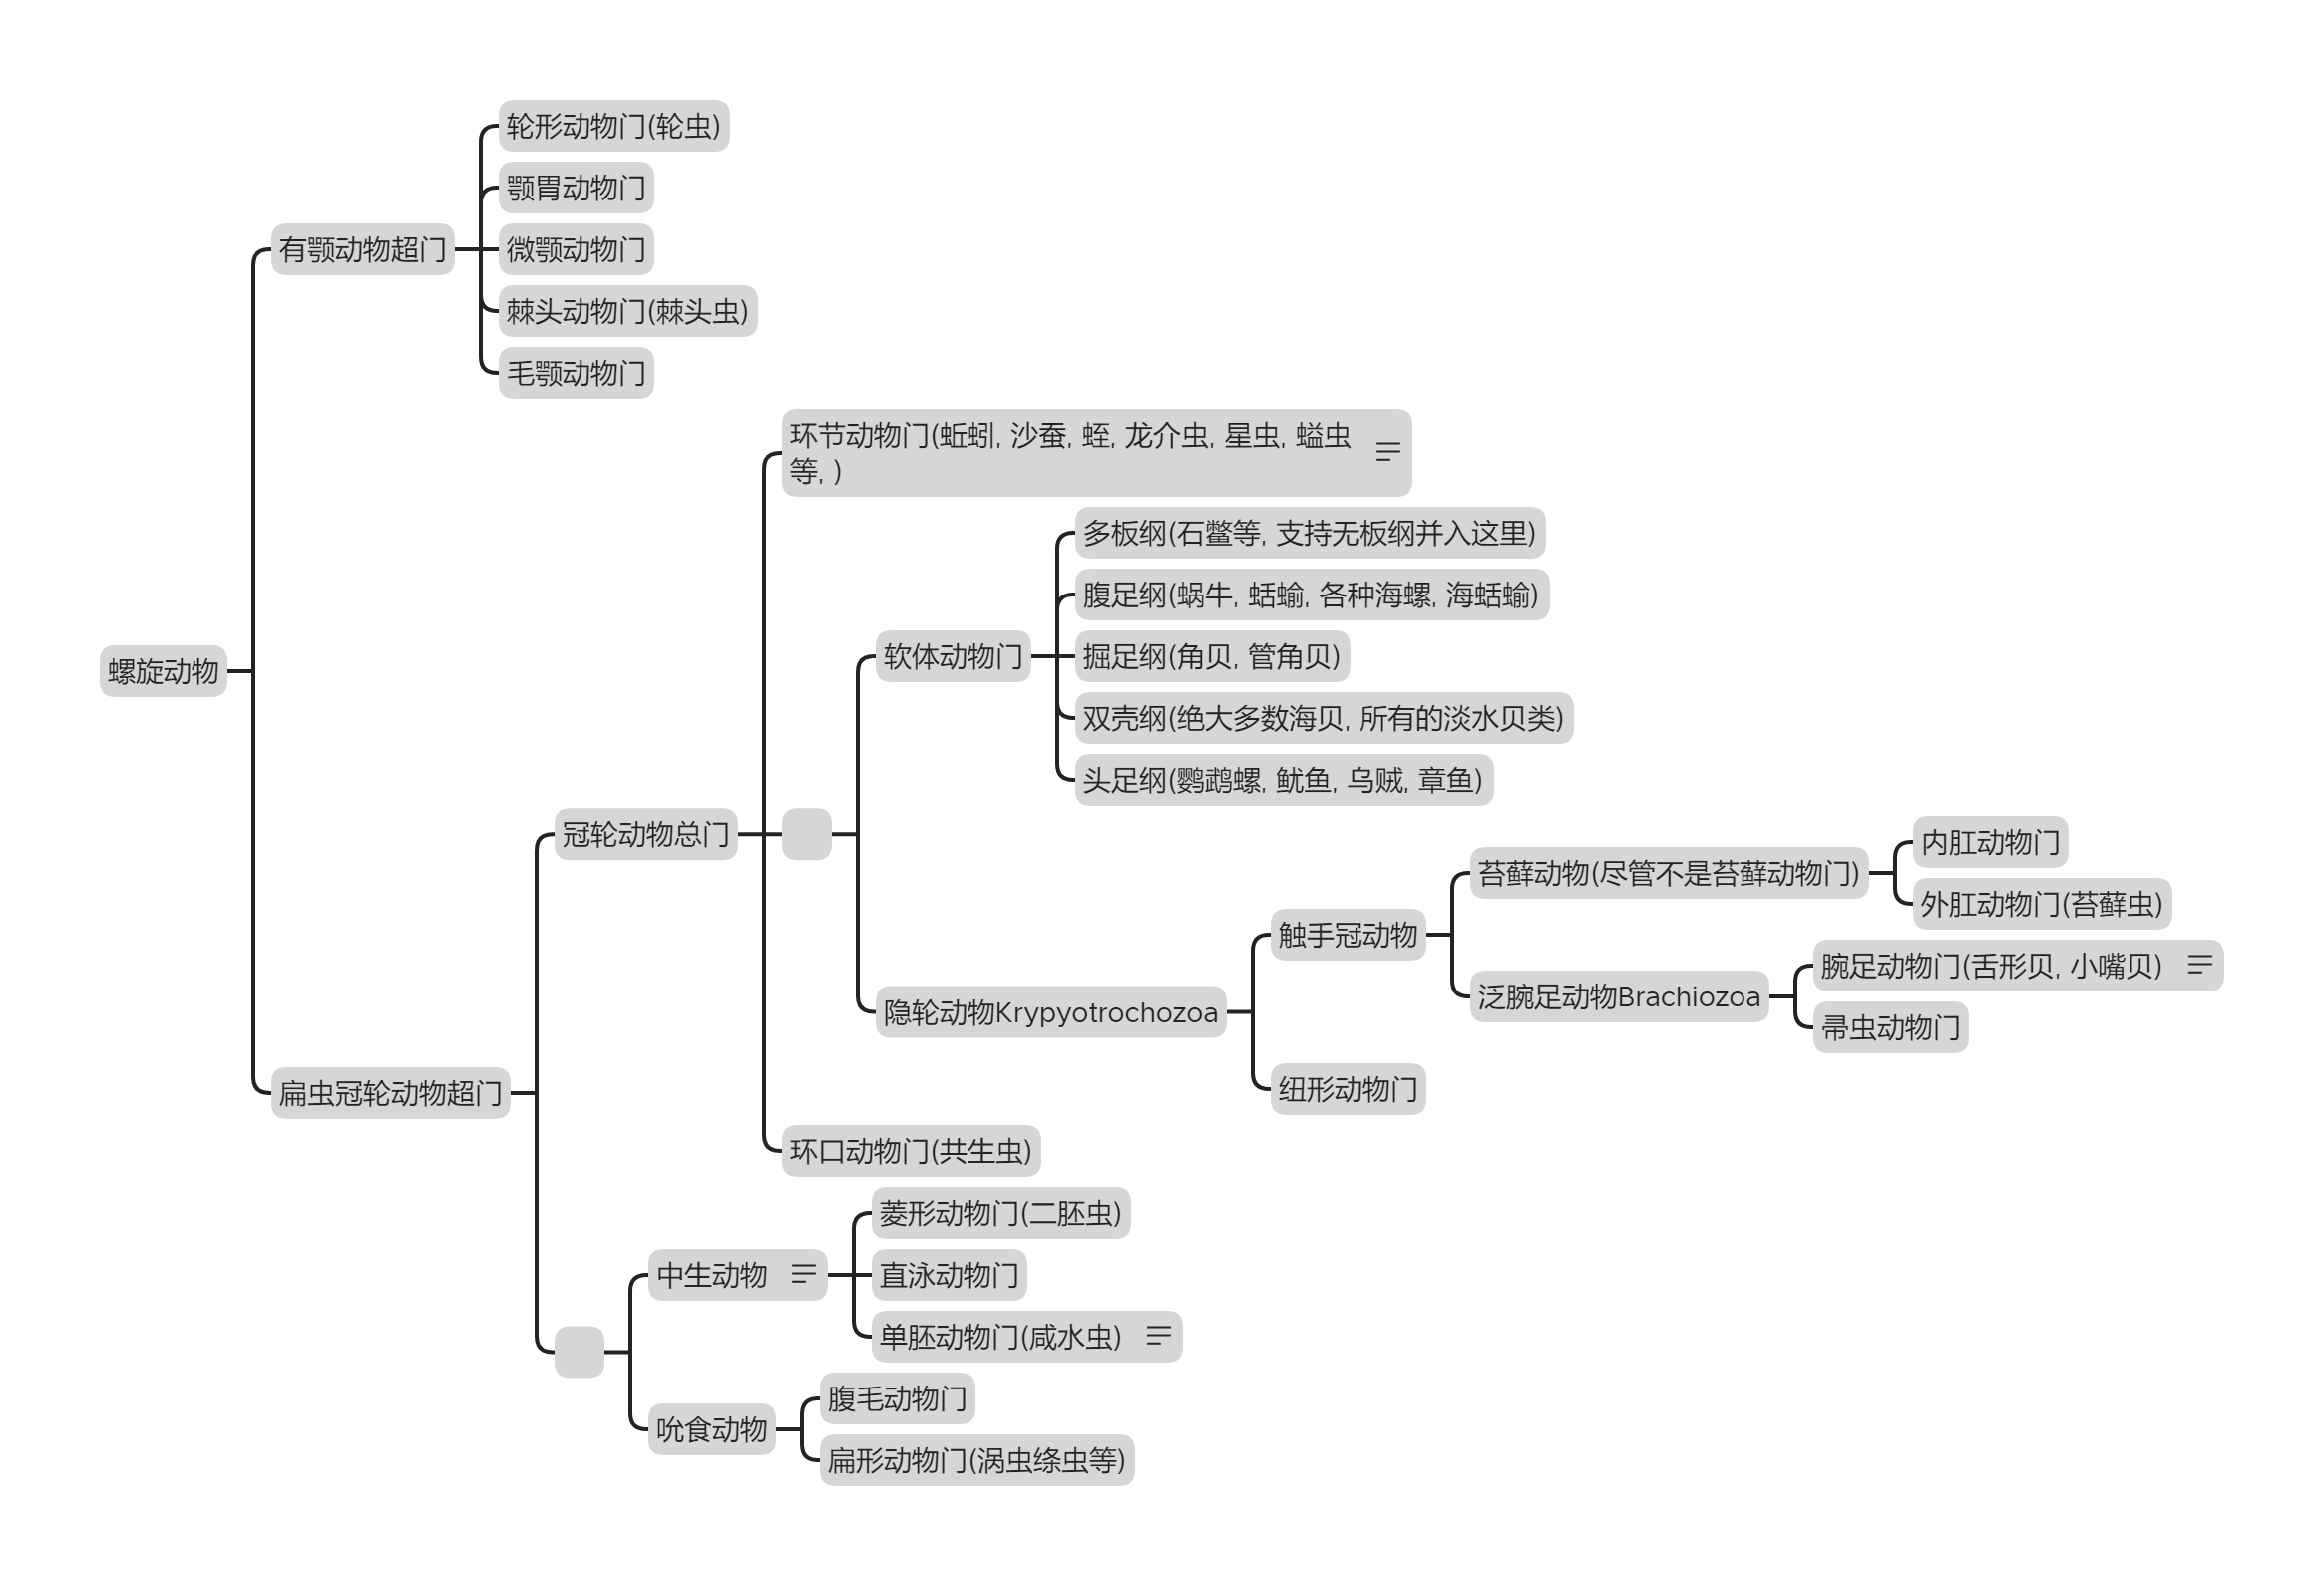 轮形动物门(轮虫)
颚胃动物门
有颚动物超门
微颚动物门
棘头动物门(棘头虫)
毛颚动物门
环节动物门(蚯蚓, 沙蚕, 蛭, 龙介虫, 星虫, 螠虫
等, )
多板纲(石鳖等, 支持无板纲并入这里)
腹足纲(蜗牛, 蛞蝓, 各种海螺, 海蛞蝓)
软体动物门
掘足纲(角贝, 管角贝)
螺旋动物
双壳纲(绝大多数海贝, 所有的淡水贝类)
头足纲(鹦鹉螺, 鱿鱼, 乌贼, 章鱼)
冠轮动物总门
内肛动物门
苔藓动物(尽管不是苔藓动物门)
外肛动物门(苔藓虫)
触手冠动物
腕足动物门(舌形贝, 小嘴贝)
泛腕足动物Brachiozoa
帚虫动物门
隐轮动物Krypyotrochozoa
纽形动物门
扁虫冠轮动物超门
环口动物门(共生虫)
菱形动物门(二胚虫)
中生动物
直泳动物门
单胚动物门(咸水虫)
腹毛动物门
吮食动物
扁形动物门(涡虫绦虫等)